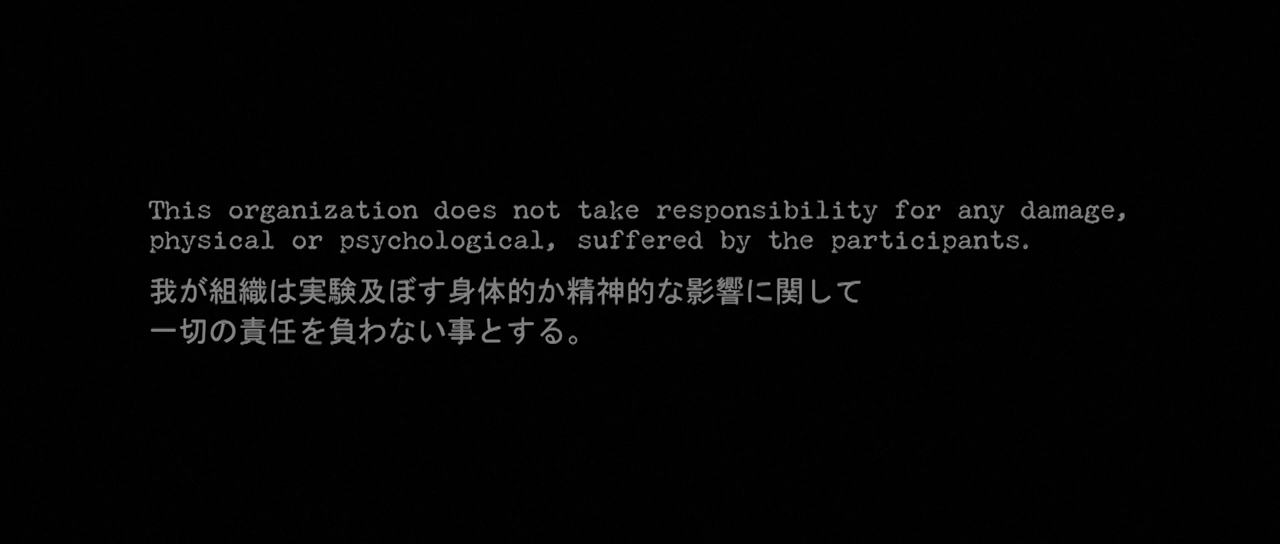 This organization does not take responsibility for any damage,
physical or psychological, suffered by the participants.
我が組織は実験及ぼす身体的か精神的な影響に関して
一切の責任を負わない事とする。